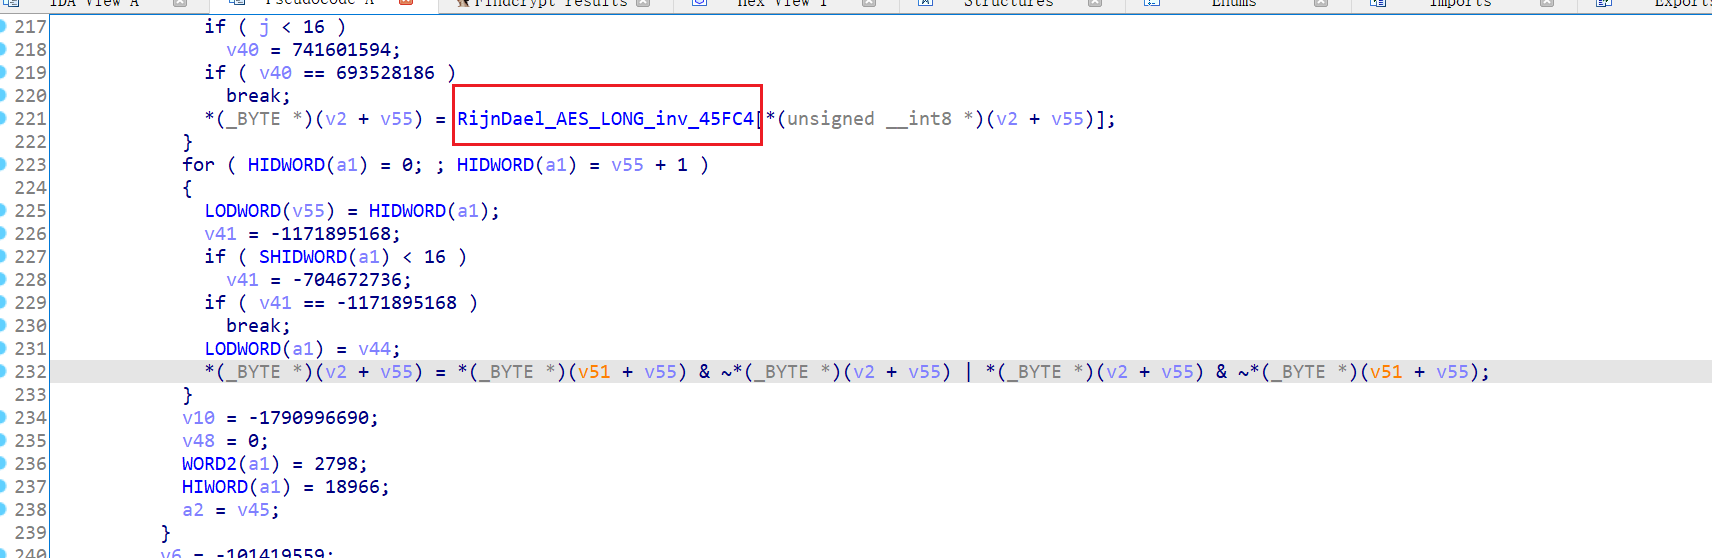 IDA View A Pseudocode A Findcrypt results Hex View 1 Structures Enums Imports Exports
217 if ( j < 16 )
218 v40 = 741601594;
219 if ( v40 == 693528186 )
220 break;
221 *(_BYTE *)(v2 + v55) = RijnDael_AES_LONG_inv_45FC4[*(unsigned __int8 *)(v2 + v55)];
222 }
223 for ( HIDWORD(a1) = 0; ; HIDWORD(a1) = v55 + 1 )
224 {
225 LODWORD(v55) = HIDWORD(a1);
226 v41 = -1171895168;
227 if ( SHIDWORD(a1) < 16 )
228 v41 = -704672736;
229 if ( v41 == -1171895168 )
230 break;
231 LODWORD(a1) = v44;
232 *(_BYTE *)(v2 + v55) = *(_BYTE *)(v51 + v55) & ~*(_BYTE *)(v2 + v55) | *(_BYTE *)(v2 + v55) & ~*(_BYTE *)(v51 + v55);
233 }
234 v10 = -1790996690;
235 v48 = 0;
236 WORD2(a1) = 2798;
237 HIWORD(a1) = 18966;
238 a2 = v45;
239 }
240 v6 = -101419559;